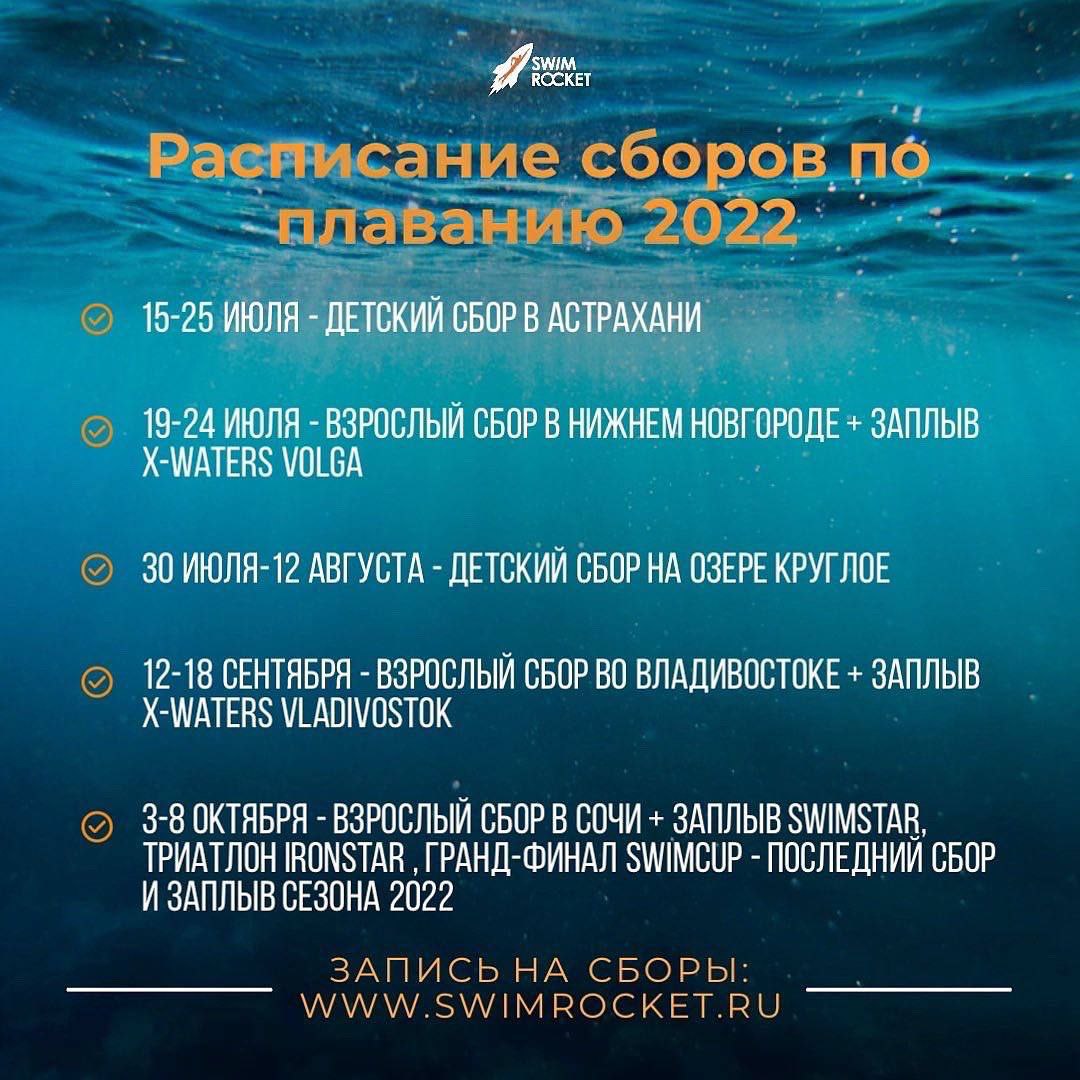 SWIM
ROCKET
Расписание сборов по
плаванию 2022
15-25 ИЮЛЯ - ДЕТСКИЙ СБОР В АСТРАХАНИ
19-24 ИЮЛЯ - ВЗРОСЛЫЙ СБОР В НИЖНЕМ НОВГОРОДЕ + ЗАПЛЫВ
X-WATERS VOLGA
30 ИЮЛЯ-12 АВГУСТА - ДЕТСКИЙ СБОР НА ОЗЕРЕ КРУГЛОЕ
12-18 СЕНТЯБРЯ - ВЗРОСЛЫЙ СБОР ВО ВЛАДИВОСТОКЕ + ЗАПЛЫВ
X-WATERS VLADIVOSTOK
3-8 ОКТЯБРЯ - ВЗРОСЛЫЙ СБОР В СОЧИ + ЗАПЛЫВ SWIMSTAR,
ТРИАТЛОН IRONSTAR , ГРАНД-ФИНАЛ SWIMCUP - ПОСЛЕДНИЙ СБОР
И ЗАПЛЫВ СЕЗОНА 2022
ЗАПИСЬ НА СБОРЫ:
WWW.SWIMROCKET.RU